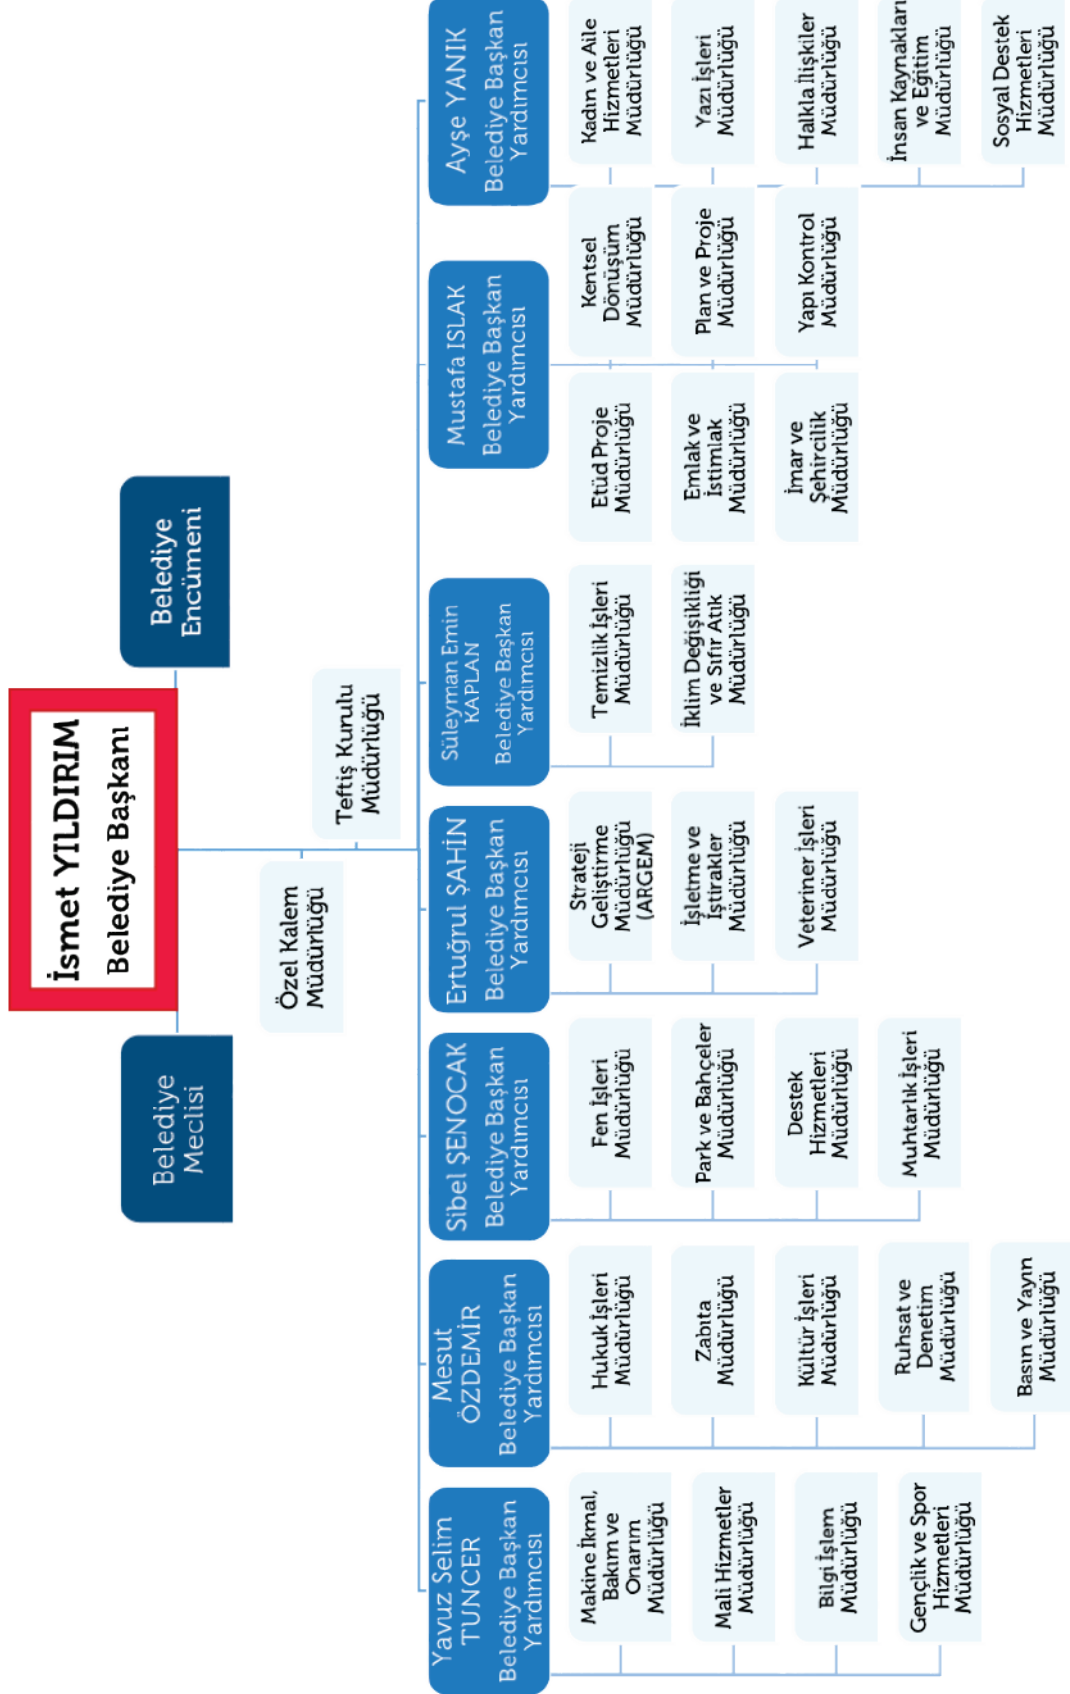 İsmet YILDIRIM
Belediye Başkanı
Belediye
Meclisi
Belediye
Encümeni
Özel Kalem
Müdürlüğü
Teftiş Kurulu
Müdürlüğü
Yavuz Selim
TUNCER
Belediye Başkan
Yardımcısı
Makine İkmal,
Bakım ve
Onarım
Müdürlüğü
Mali Hizmetler
Müdürlüğü
Bilgi İşlem
Müdürlüğü
Gençlik ve Spor
Hizmetleri
Müdürlüğü
Mesut
ÖZDEMİR
Belediye Başkan
Yardımcısı
Hukuk İşleri
Müdürlüğü
Zabıta
Müdürlüğü
Kültür İşleri
Müdürlüğü
Ruhsat ve
Denetim
Müdürlüğü
Basın ve Yayın
Müdürlüğü
Sibel ŞENOCAK
Belediye Başkan
Yardımcısı
Fen İşleri
Müdürlüğü
Park ve Bahçeler
Müdürlüğü
Destek
Hizmetleri
Müdürlüğü
Muhtarlık İşleri
Müdürlüğü
Ertuğrul ŞAHİN
Belediye Başkan
Yardımcısı
Strateji
Geliştirme
Müdürlüğü
(ARGEM)
İşletme ve
İştirakler
Müdürlüğü
Veteriner İşleri
Müdürlüğü
Süleyman Emin
KAPLAN
Belediye Başkan
Yardımcısı
Temizlik İşleri
Müdürlüğü
İklim Değişikliği
ve Sıfır Atık
Müdürlüğü
Mustafa ISLAK
Belediye Başkan
Yardımcısı
Etüd Proje
Müdürlüğü
Emlak ve
İstimlak
Müdürlüğü
İmar ve
Şehircilik
Müdürlüğü
Kentsel
Dönüşüm
Müdürlüğü
Plan ve Proje
Müdürlüğü
Yapı Kontrol
Müdürlüğü
Ayşe YANIK
Belediye Başkan
Yardımcısı
Kadın ve Aile
Hizmetleri
Müdürlüğü
Yazı İşleri
Müdürlüğü
Halkla İlişkiler
Müdürlüğü
İnsan Kaynakları
ve Eğitim
Müdürlüğü
Sosyal Destek
Hizmetleri
Müdürlüğü